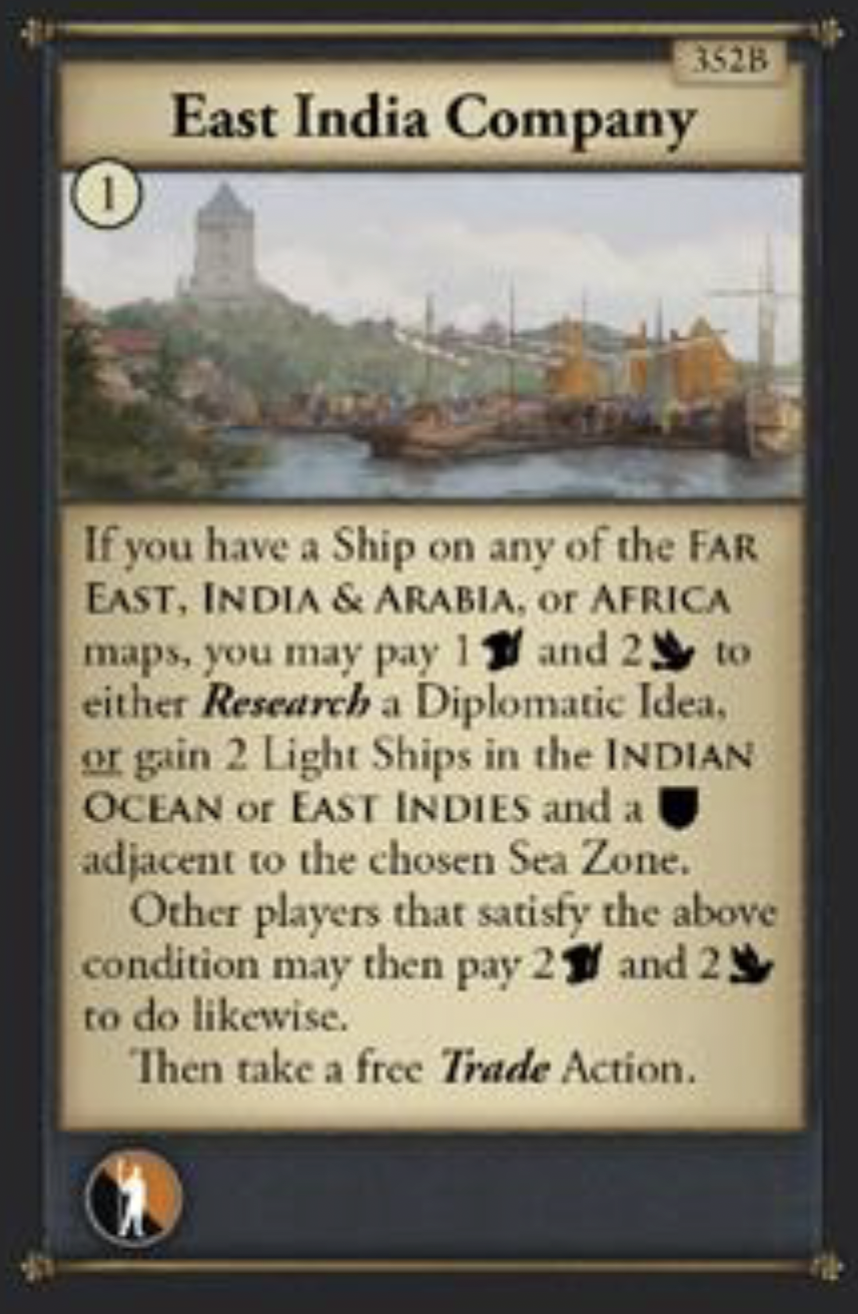 352B
East India Company
1
If you have a Ship on any of the FAR
EAST, INDIA & ARABIA, or AFRICA
maps, you may pay 1 and 2 to
either Research a Diplomatic Idea,
or gain 2 Light Ships in the INDIAN
OCEAN or EAST INDIES and a
adjacent to the chosen Sea Zone.
Other players that satisfy the above
condition may then pay 2 and 2
to do likewise.
Then take a free Trade Action.